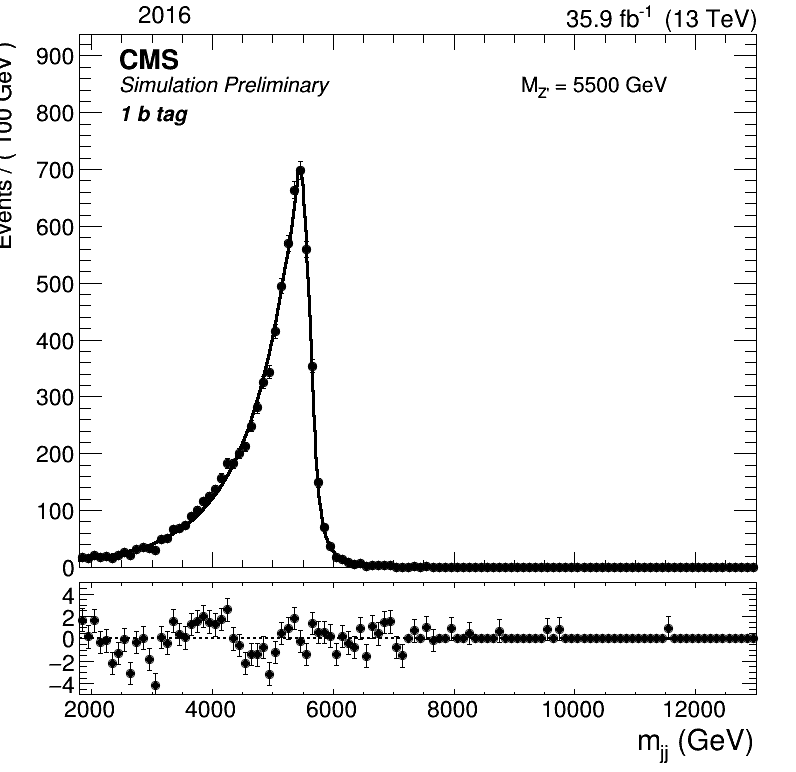 2016
35.9 fb⁻¹ (13 TeV)
CMS
Simulation Preliminary
1 b tag
M_Z' = 5500 GeV
Events / ( 100 GeV )
900
800
700
600
500
400
300
200
100
0
4
2
0
−2
−4
2000 4000 6000 8000 10000 12000
m_jj (GeV)